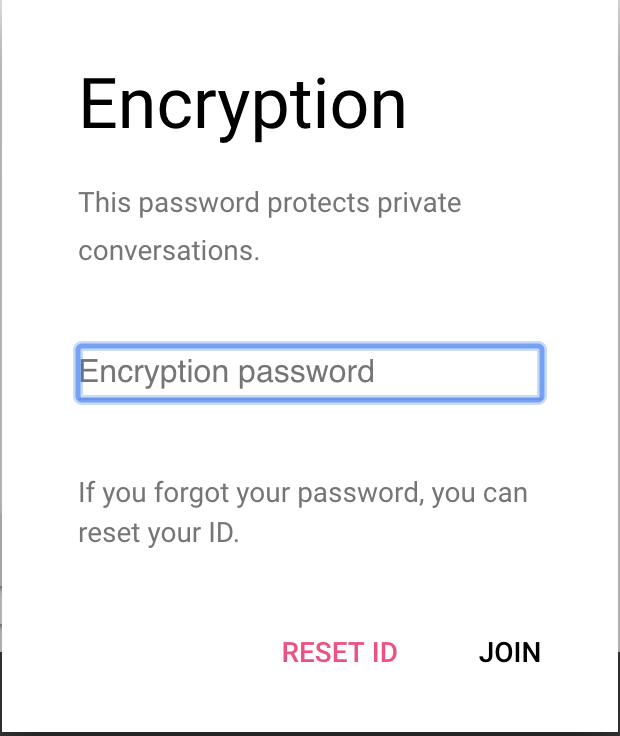 Encryption
This password protects private
conversations.
Encryption password
If you forgot your password, you can
reset your ID.
RESET ID JOIN